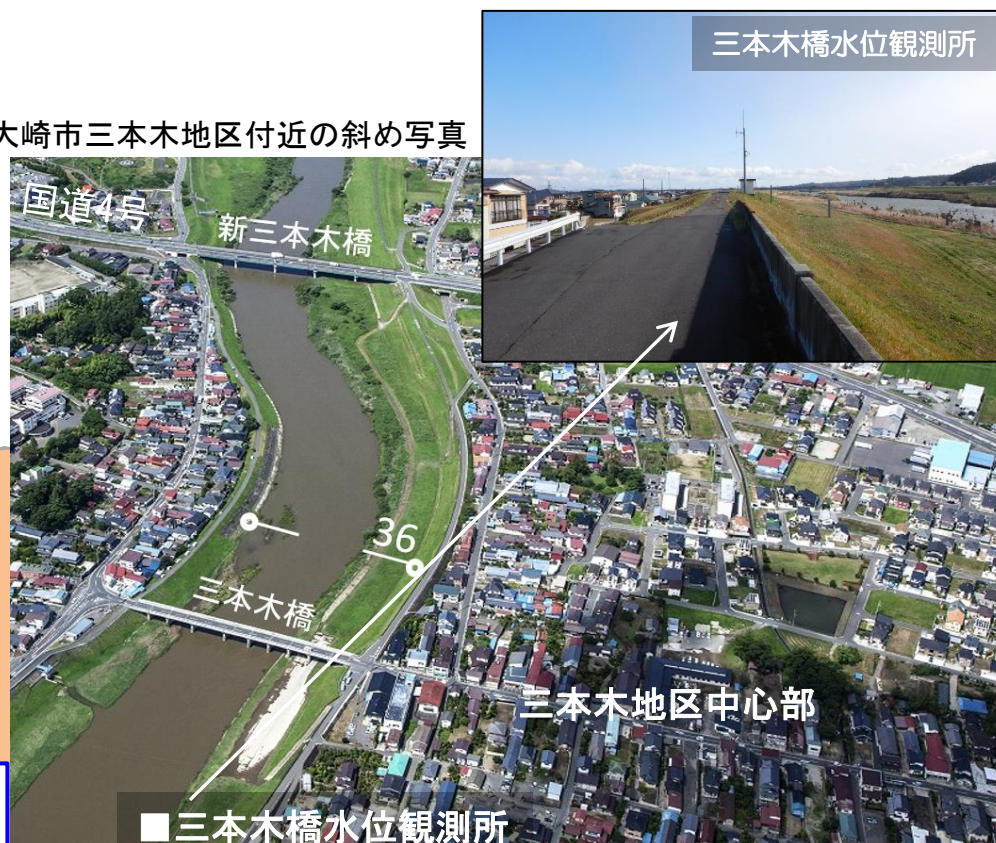 三本木橋水位観測所
大崎市三本木地区付近の斜め写真
国道4号
新三本木橋
36
三本木橋
三本木地区中心部
■三本木橋水位観測所